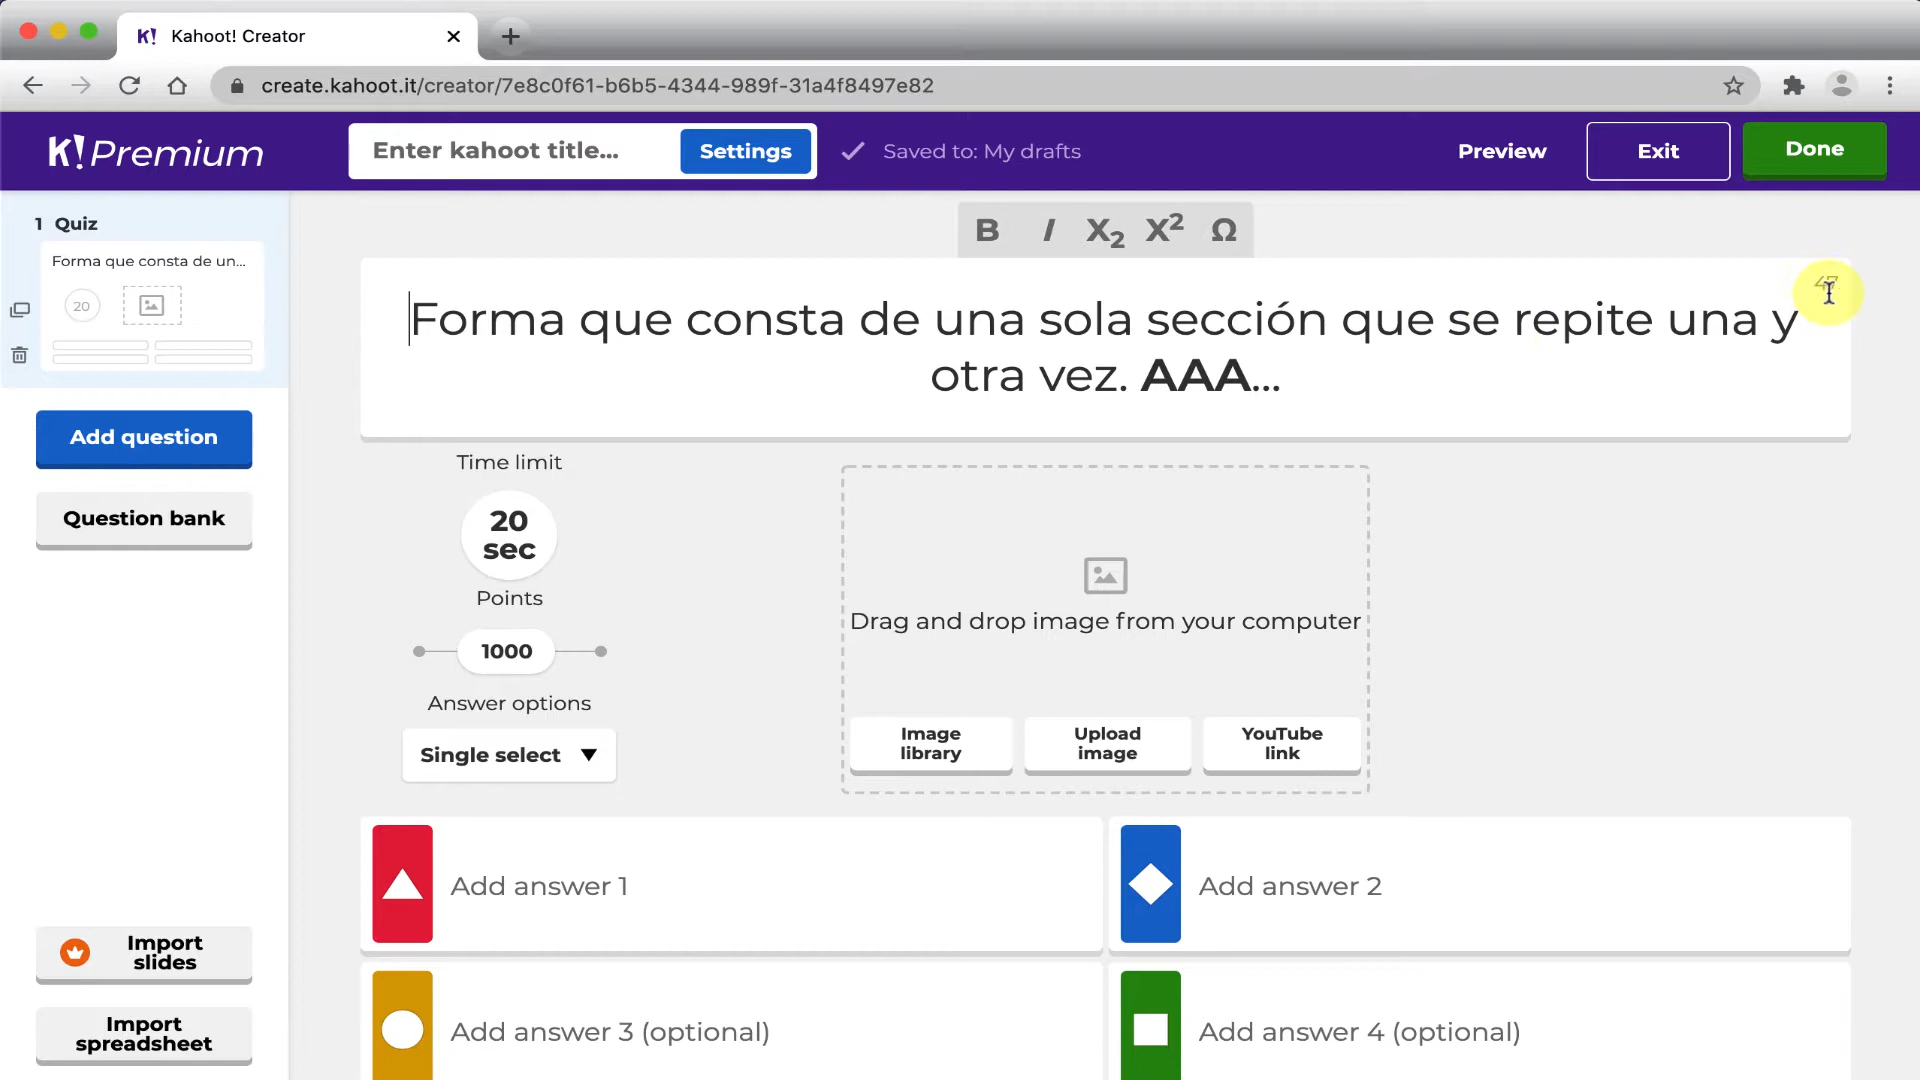 K! Kahoot! Creator
create.kahoot.it/creator/7e8c0f61-b6b5-4344-989f-31a4f8497e82
K! Premium
Enter kahoot title...
Settings
Saved to: My drafts
Preview
Exit
Done
1 Quiz
Forma que consta de un...
20
Add question
Question bank
Import
slides
Import
spreadsheet
B I X₂ X² Ω
47
Forma que consta de una sola sección que se repite una y
otra vez. AAA...
Time limit
20
sec
Points
1000
Answer options
Single select
Drag and drop image from your computer
Image
library
Upload
image
YouTube
link
Add answer 1
Add answer 2
Add answer 3 (optional)
Add answer 4 (optional)